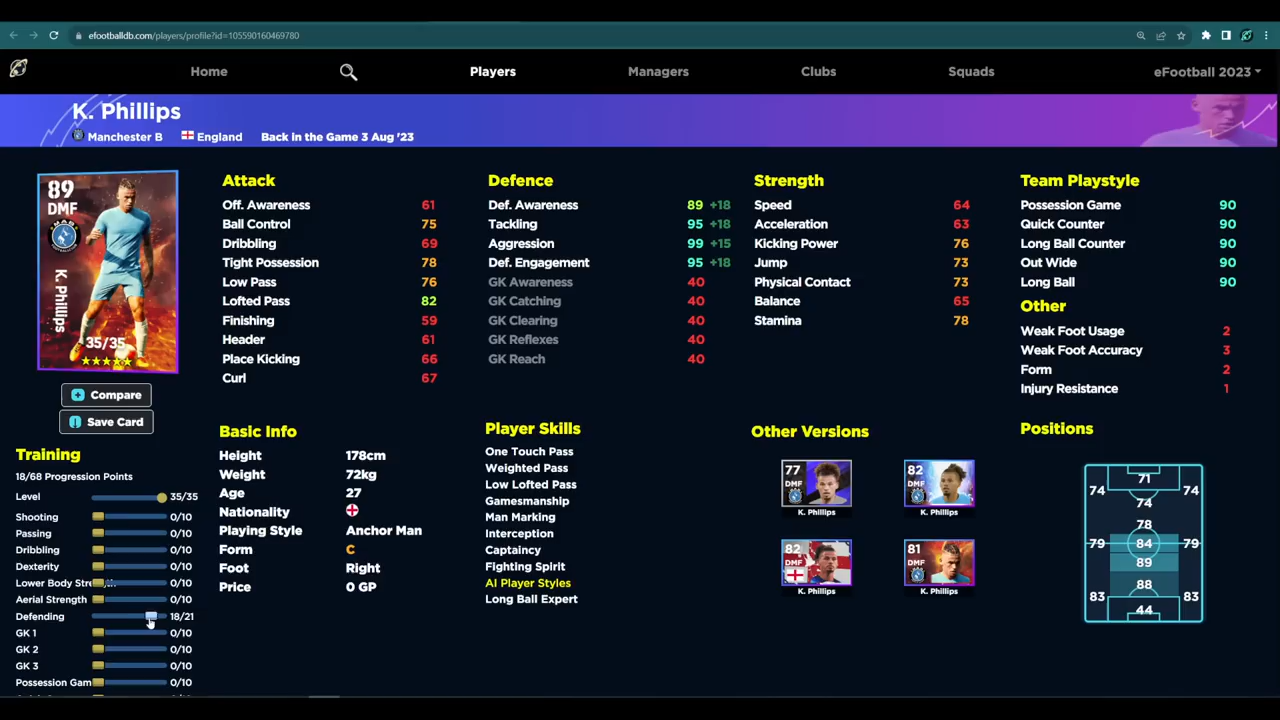 efootballdb.com/players/profile?id=105590160469780
Home
Players
Managers
Clubs
Squads
eFootball 2023
K. Phillips
Manchester B
England
Back In the Game 3 Aug '23
89
DMF
K. Phillips
35/35
Compare
Save Card
Training
18/68 Progression Points
Level 35/35
Shooting 0/10
Passing 0/10
Dribbling 0/10
Dexterity 0/10
Lower Body Stre 0/10
Aerial Strength 0/10
Defending 18/21
GK 1 0/10
GK 2 0/10
GK 3 0/10
Possession Gam 0/10
Attack
Off. Awareness 61
Ball Control 75
Dribbling 69
Tight Possession 78
Low Pass 76
Lofted Pass 82
Finishing 59
Header 61
Place Kicking 66
Curl 67
Defence
Def. Awareness 89 +18
Tackling 95 +18
Aggression 99 +15
Def. Engagement 95 +18
GK Awareness 40
GK Catching 40
GK Clearing 40
GK Reflexes 40
GK Reach 40
Strength
Speed 64
Acceleration 63
Kicking Power 76
Jump 73
Physical Contact 73
Balance 65
Stamina 78
Team Playstyle
Possession Game 90
Quick Counter 90
Long Ball Counter 90
Out Wide 90
Long Ball 90
Other
Weak Foot Usage 2
Weak Foot Accuracy 3
Form 2
Injury Resistance 1
Basic Info
Height 178cm
Weight 72kg
Age 27
Nationality
Playing Style Anchor Man
Form C
Foot Right
Price 0 GP
Player Skills
One Touch Pass
Weighted Pass
Low Lofted Pass
Gamesmanship
Man Marking
Interception
Captaincy
Fighting Spirit
AI Player Styles
Long Ball Expert
Other Versions
77
DMF
K. Phillips
82
DMF
K. Phillips
82
DMF
K. Phillips
81
DMF
K. Phillips
Positions
71
74 74
74
78
79 84 79
89
88
83 83
44